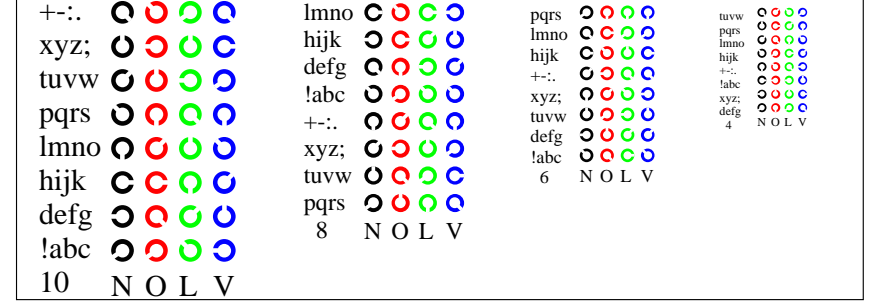 +-:.
xyz;
tuvw
pqrs
lmno
hijk
defg
!abc
10 N O L V
lmno
hijk
defg
!abc
+-:.
xyz;
tuvw
pqrs
8 N O L V
pqrs
lmno
hijk
+-:.
xyz;
tuvw
defg
!abc
6 N O L V
tuvw
pqrs
lmno
hijk
+-:.
!abc
xyz;
defg
4 N O L V